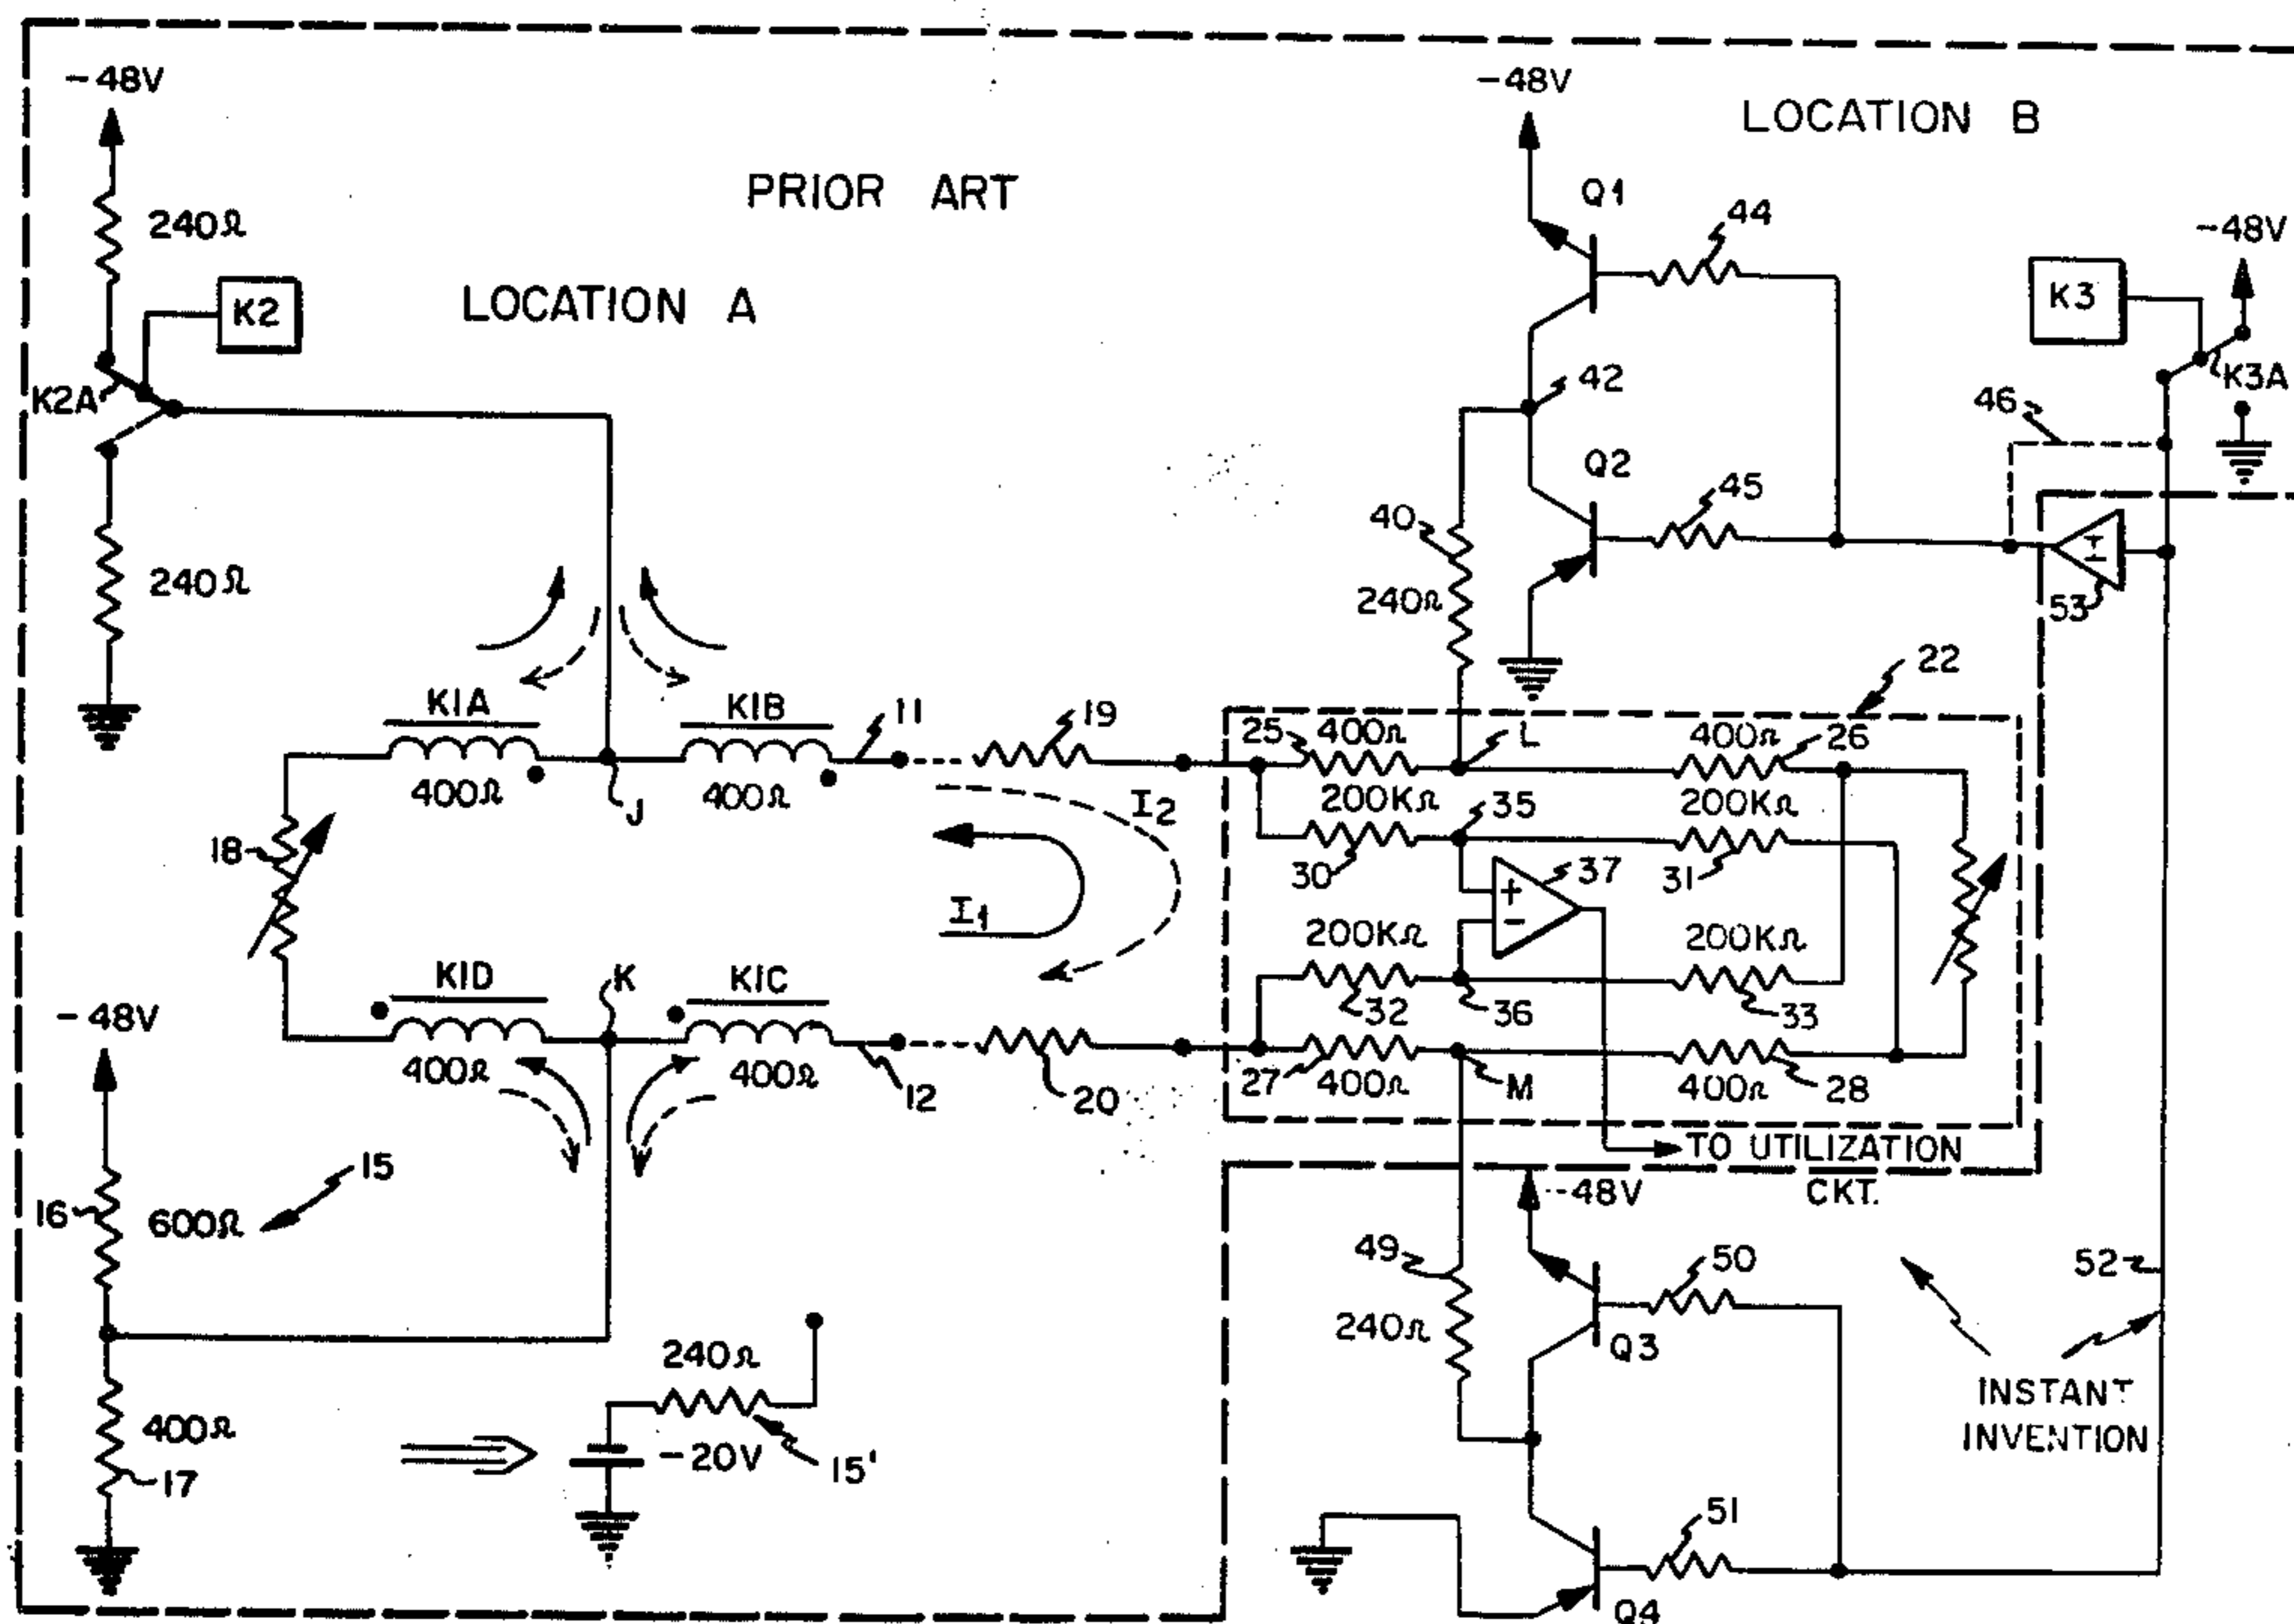 -48V
-48V
LOCATION B
PRIOR ART
Q1
44
-48V
240Ω
K2
LOCATION A
K3
K2A
42
K3A
46
Q2
45
40
240Ω
240Ω
53
22
K1A
K1B
11
19
25
400Ω
L
400Ω
26
400Ω
J
400Ω
I2
200KΩ
35
200KΩ
18
30
37
31
I1
+
-
200KΩ
200KΩ
K1D
K
K1C
32
36
33
-48V
400Ω
400Ω
12
20
27
400Ω
M
400Ω
28
TO UTILIZATION
CKT.
15
16
600Ω
-48V
49
50
52
240Ω
240Ω
Q3
INSTANT
INVENTION
400Ω
17
-20V
15'
51
Q4